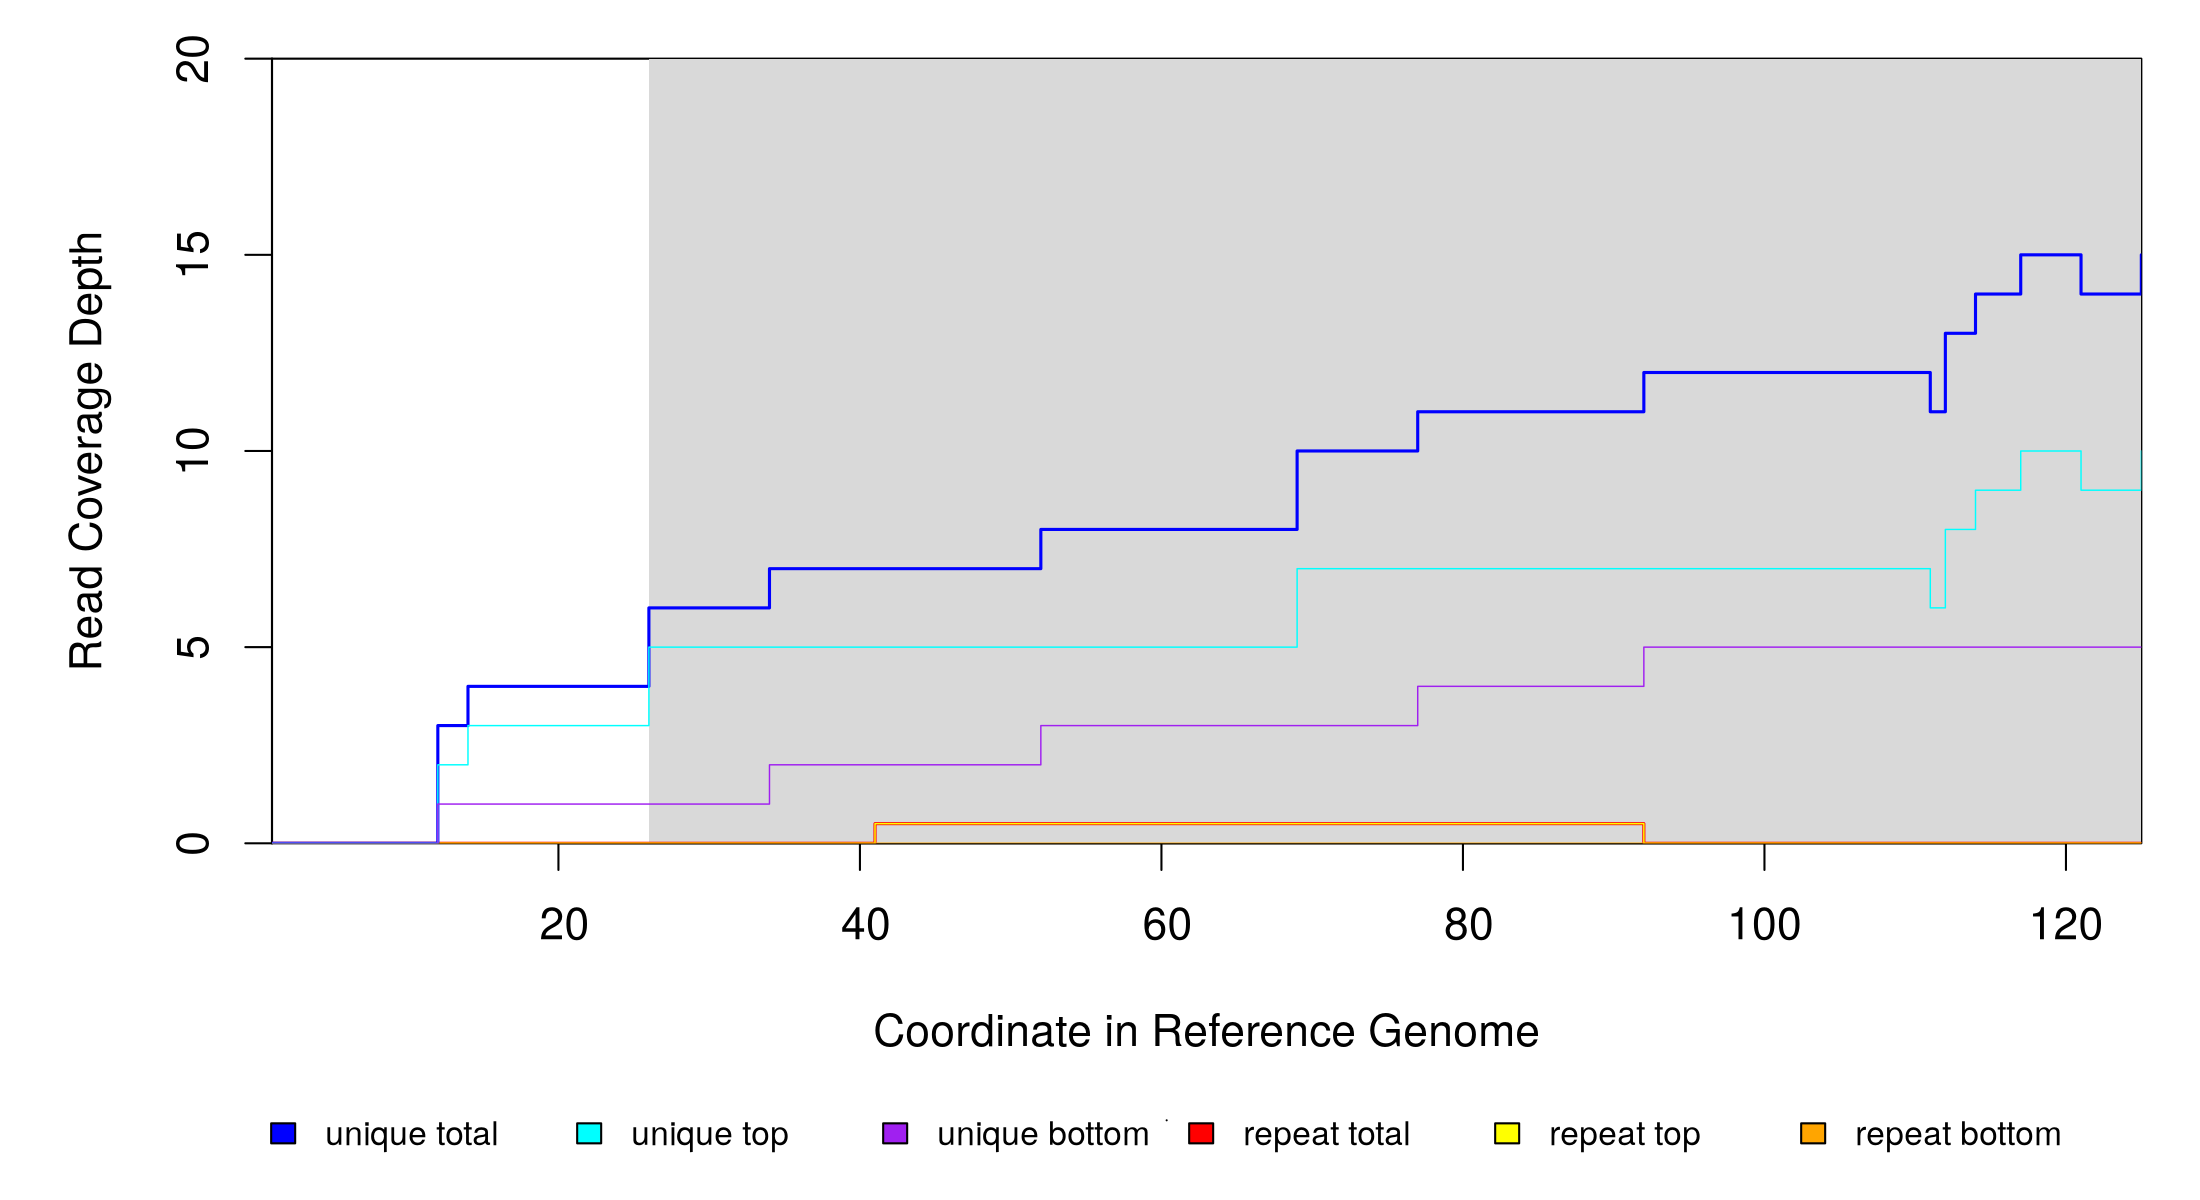 20
15
10
5
0
Read Coverage Depth
20 40 60 80 100 120
Coordinate in Reference Genome
unique total unique top unique bottom repeat total repeat top repeat bottom